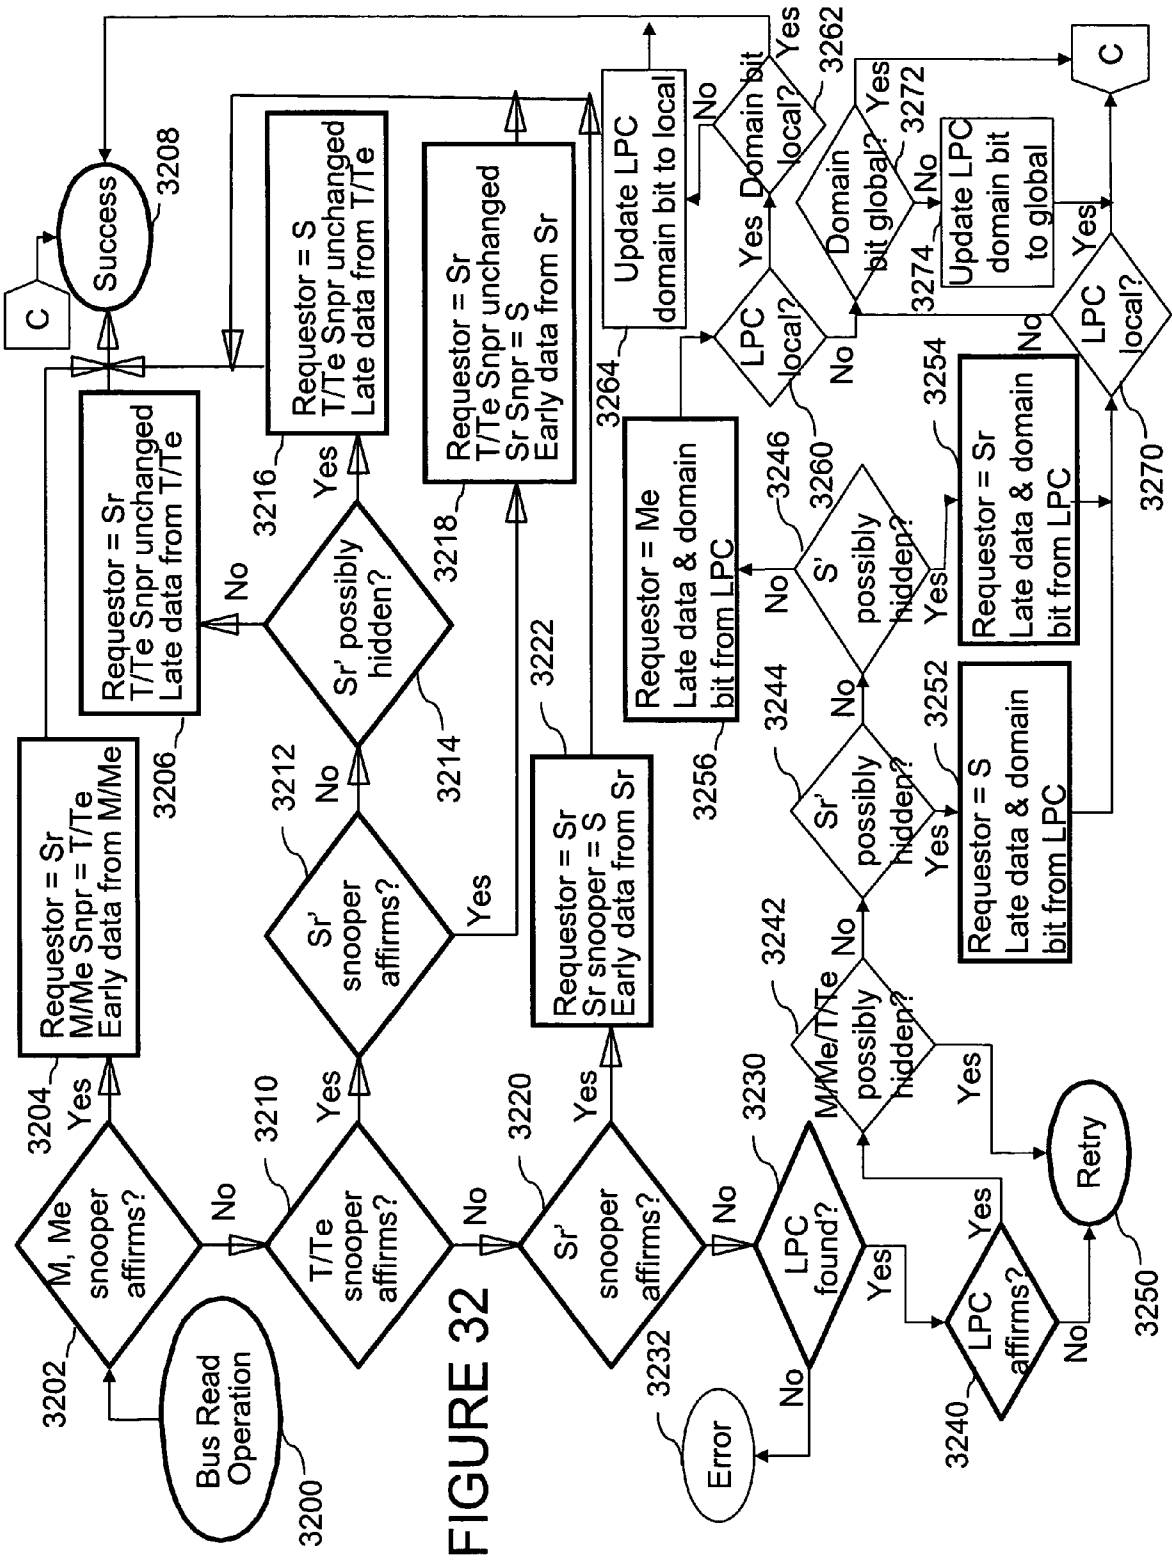 Bus Read
Operation
3200
3202
M, Me
snooper
affirms?
Yes
No
3204
Requestor = Sr
M/Me Snpr = T/Te
Early data from M/Me
3206
Requestor = Sr
T/Te Snpr unchanged
Late data from T/Te
C
Success
3208
3210
T/Te
snooper
affirms?
Yes
No
3212
Sr'
snooper
affirms?
No
Yes
3214
Sr' possibly
hidden?
No
Yes
3216
Requestor = S
T/Te Snpr unchanged
Late data from T/Te
3218
Requestor = Sr
T/Te Snpr unchanged
Sr Snpr = S
Early data from Sr
3220
Sr'
snooper
affirms?
Yes
No
3222
Requestor = Sr
Sr snooper = S
Early data from Sr
3230
LPC
found?
No
Yes
3232
Error
3240
LPC
affirms?
Yes
No
3250
Retry
3242
M/Me/T/Te
possibly
hidden?
No
Yes
3244
Sr'
possibly
hidden?
No
Yes
3246
S'
possibly
hidden?
No
Yes
3252
Requestor = S
Late data & domain
bit from LPC
3254
Requestor = Sr
Late data & domain
bit from LPC
3256
Requestor = Me
Late data & domain
bit from LPC
3260
LPC
local?
Yes
No
3262
Domain bit
local?
Yes
No
3264
Update LPC
domain bit to local
3270
LPC
local?
No
Yes
3272
Domain
bit global?
Yes
No
3274
Update LPC
domain bit
to global
C
FIGURE 32